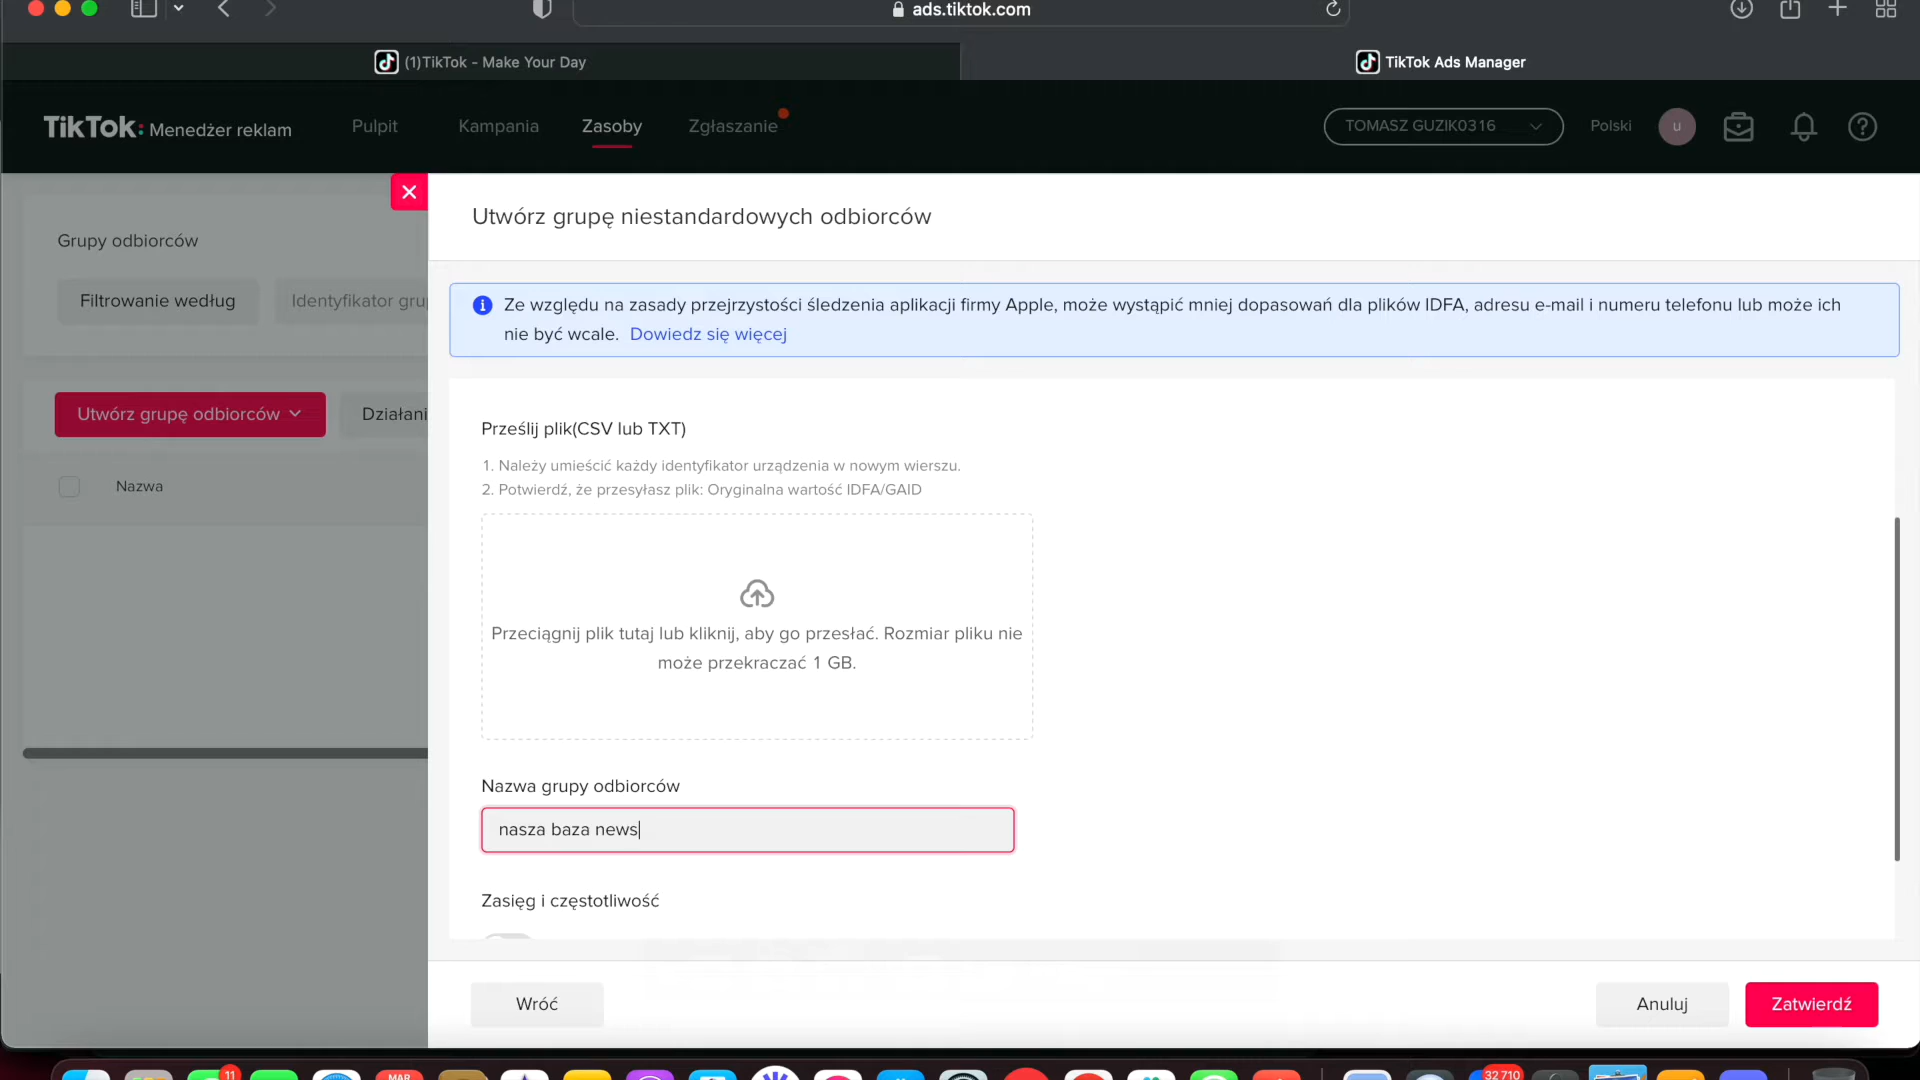 ads.tiktok.com
(1)TikTok - Make Your Day
TikTok Ads Manager
TikTok: Menedżer reklam
Pulpit
Kampania
Zasoby
Zgłaszanie
TOMASZ GUZIK0316
Polski
u
Utwórz grupę niestandardowych odbiorców
Grupy odbiorców
Filtrowanie według
Identyfikator gru
Ze względu na zasady przejrzystości śledzenia aplikacji firmy Apple, może wystąpić mniej dopasowań dla plików IDFA, adresu e-mail i numeru telefonu lub może ich
nie być wcale. Dowiedz się więcej
Utwórz grupę odbiorców
Działani
Nazwa
Prześlij plik(CSV lub TXT)
1. Należy umieścić każdy identyfikator urządzenia w nowym wierszu.
2. Potwierdź, że przesyłasz plik: Oryginalna wartość IDFA/GAID
Przeciągnij plik tutaj lub kliknij, aby go przesłać. Rozmiar pliku nie
może przekraczać 1 GB.
Nazwa grupy odbiorców
nasza baza news
Zasięg i częstotliwość
Wróć
Anuluj
Zatwierdź
11
MAR
32 710